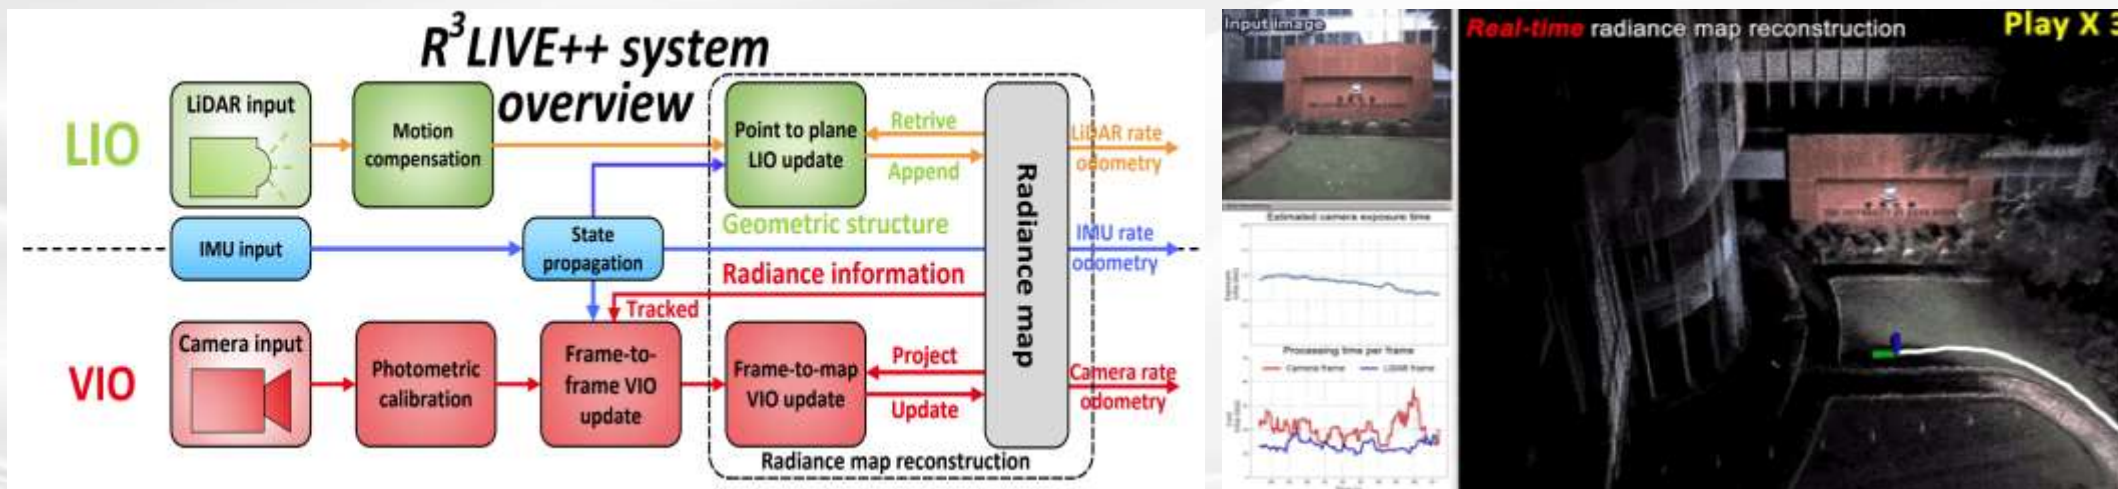 R³LIVE++ system
overview
LIO
LiDAR input
Motion
compensation
Point to plane
LIO update
Retrive
Append
Radiance map
LiDAR rate
odometry
IMU input
State
propagation
Geometric structure
IMU rate
odometry
Radiance information
Tracked
VIO
Camera input
Photometric
calibration
Frame-to-
frame VIO
update
Frame-to-map
VIO update
Project
Update
Camera rate
odometry
Radiance map reconstruction
Input image
Estimated camera exposure time
Processing time per frame
Camera frame
LiDAR frame
Real-time radiance map reconstruction
Play X 3